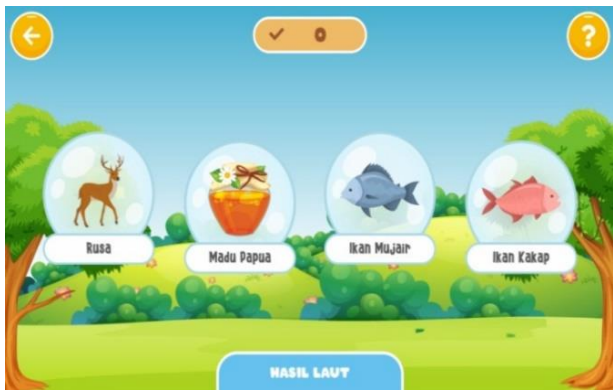 0
?
Rusa
Madu Papua
Ikan Mujair
Ikan Kakap
HASIL LAUT